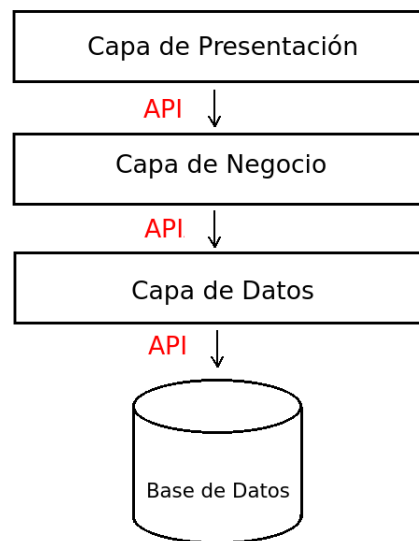 Capa de Presentación
API
Capa de Negocio
API
Capa de Datos
API
Base de Datos